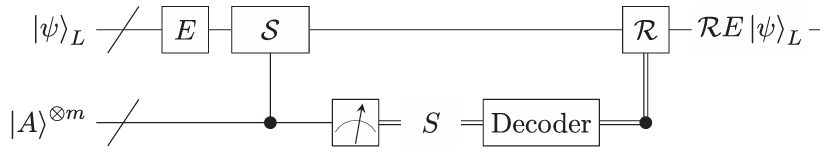 |ψ⟩_L E 𝒮 ℛ ℛE |ψ⟩_L
|A⟩^{⊗m} S Decoder